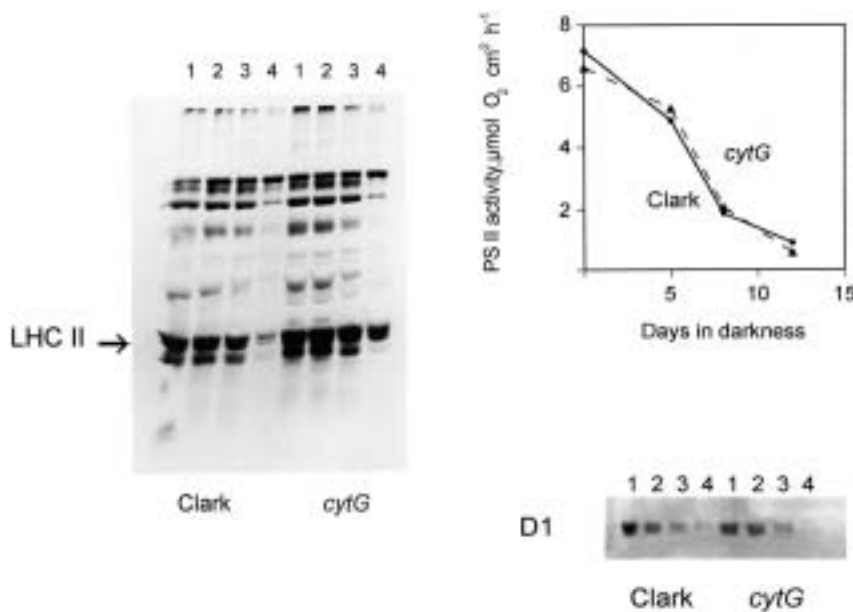 1 2 3 4 1 2 3 4
LHC II
Clark cytG
PS II activity,µmol O2 cm² h⁻¹
8
6
4
2
cytG
Clark
5 10 15
Days in darkness
1 2 3 4 1 2 3 4
D1
Clark cytG